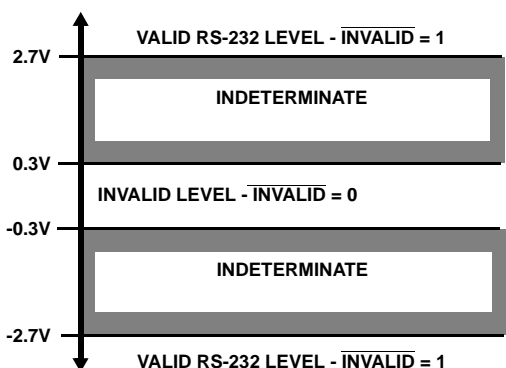 VALID RS-232 LEVEL - INVALID = 1
2.7V
INDETERMINATE
0.3V
INVALID LEVEL - INVALID = 0
-0.3V
INDETERMINATE
-2.7V
VALID RS-232 LEVEL - INVALID = 1